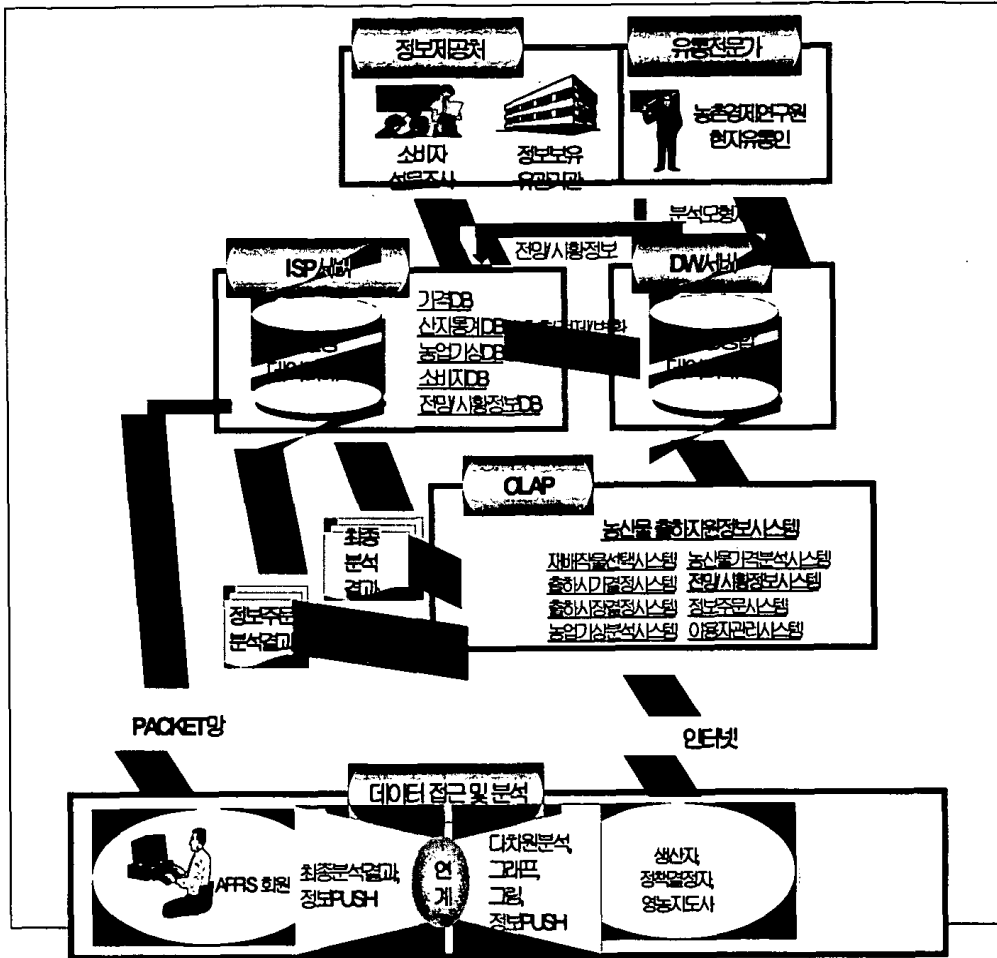 정보제공처
유통전문가
소비자
설문조사
정보보유
유관기관
농촌경제연구원
현지유통인
분석모형
전망/시황정보
ISP서버
DW서버
가격DB
산지통계DB
농업기상DB
소비지DB
전망/시황정보DB
OLAP
농산물 출하지원정보시스템
재배작물선택시스템 농산물가격분석시스템
출하시기결정시스템 전망/시황정보시스템
출하시장결정시스템 정보주문시스템
농업기상분석시스템 이용자관리시스템
최종
분석
결과
정보주문
분석결과
PACKET망
인터넷
데이터 접근 및 분석
AFRS 회원
최종분석결과,
정보PUSH
연
계
다차원분석,
그래프,
그림,
정보PUSH
생산자,
정책결정자,
영농지도사